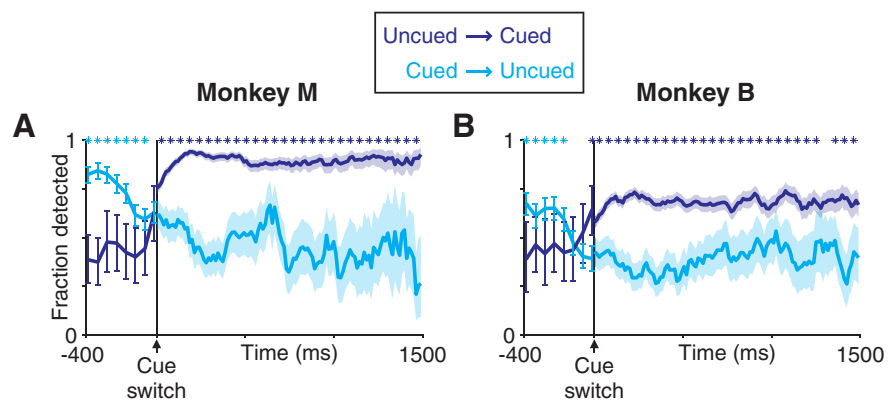 Uncued → Cued
Cued → Uncued
Monkey M
Monkey B
A
B
1
1
Fraction detected
0
0
-400
Time (ms)
1500
-400
Time (ms)
1500
Cue
switch
Cue
switch